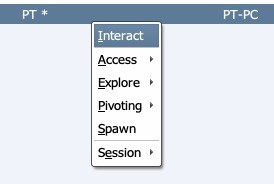 PT * PT-PC
Interact
Access
Explore
Pivoting
Spawn
Session